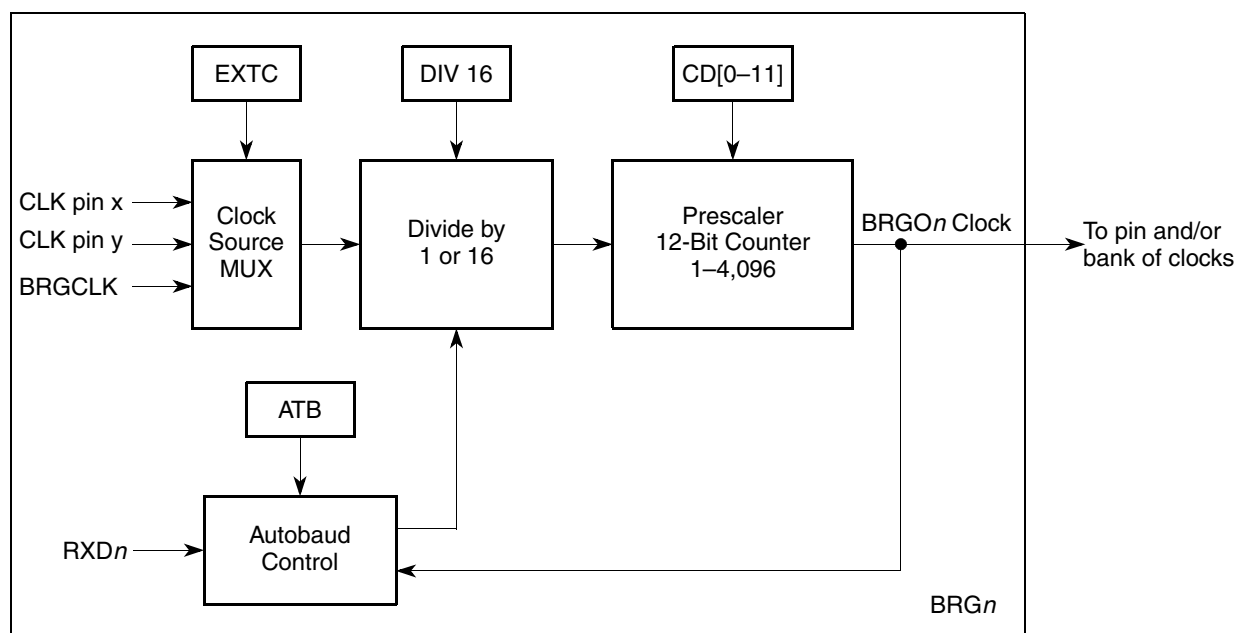 EXTC
DIV 16
CD[0–11]
CLK pin x
CLK pin y
BRGCLK
Clock
Source
MUX
Divide by
1 or 16
Prescaler
12-Bit Counter
1–4,096
BRGOn Clock
To pin and/or
bank of clocks
ATB
RXDn
Autobaud
Control
BRGn